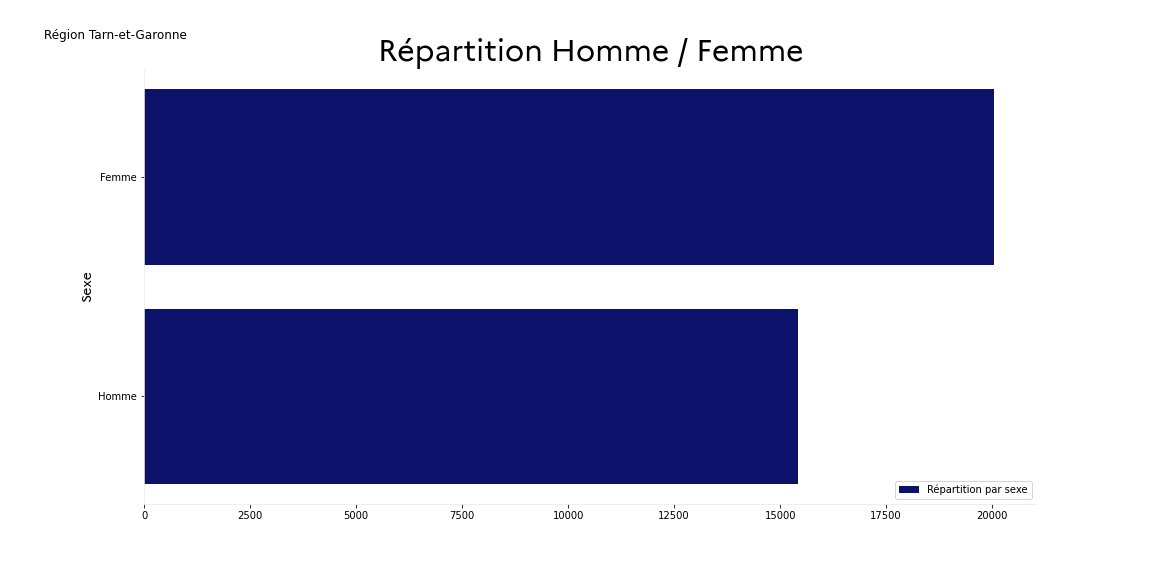 Région Tarn-et-Garonne
Répartition Homme / Femme
Femme
Sexe
Homme
Répartition par sexe
0 2500 5000 7500 10000 12500 15000 17500 20000